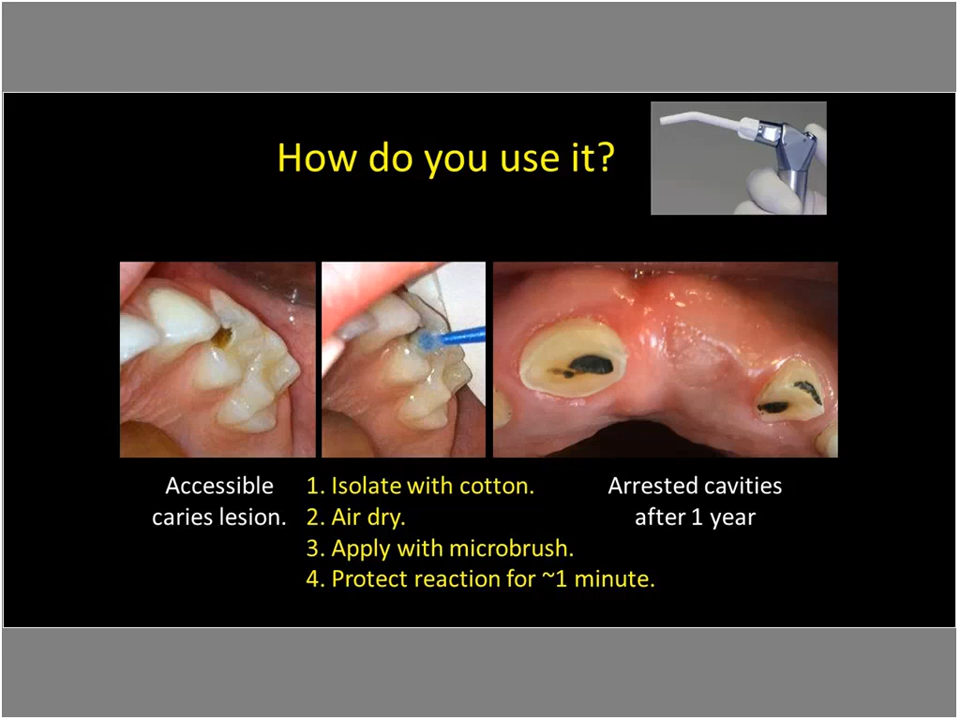 How do you use it?
Accessible
caries lesion.
1. Isolate with cotton.
2. Air dry.
3. Apply with microbrush.
4. Protect reaction for ~1 minute.
Arrested cavities
after 1 year